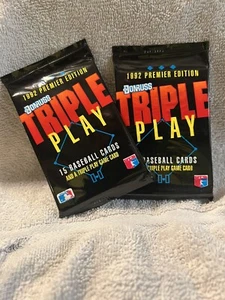 1992 PREMIER EDITION
DONRUSS
TRIPLE
PLAY
15 BASEBALL CARDS
AND A TRIPLE PLAY GAME CARD
1992 PREMIER EDITION
DONRUSS
TRIPLE
PLAY
5 BASEBALL CARDS
TRIPLE PLAY GAME CARD